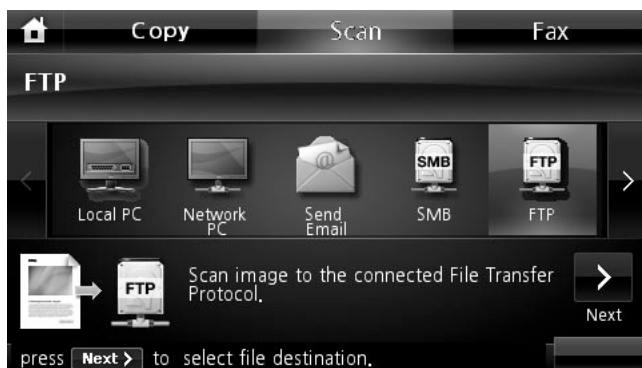 Copy Scan Fax
FTP
Local PC
Network PC
Send Email
SMB SMB
FTP FTP
FTP
Scan image to the connected File Transfer
Protocol.
Next
press Next > to select file destination.